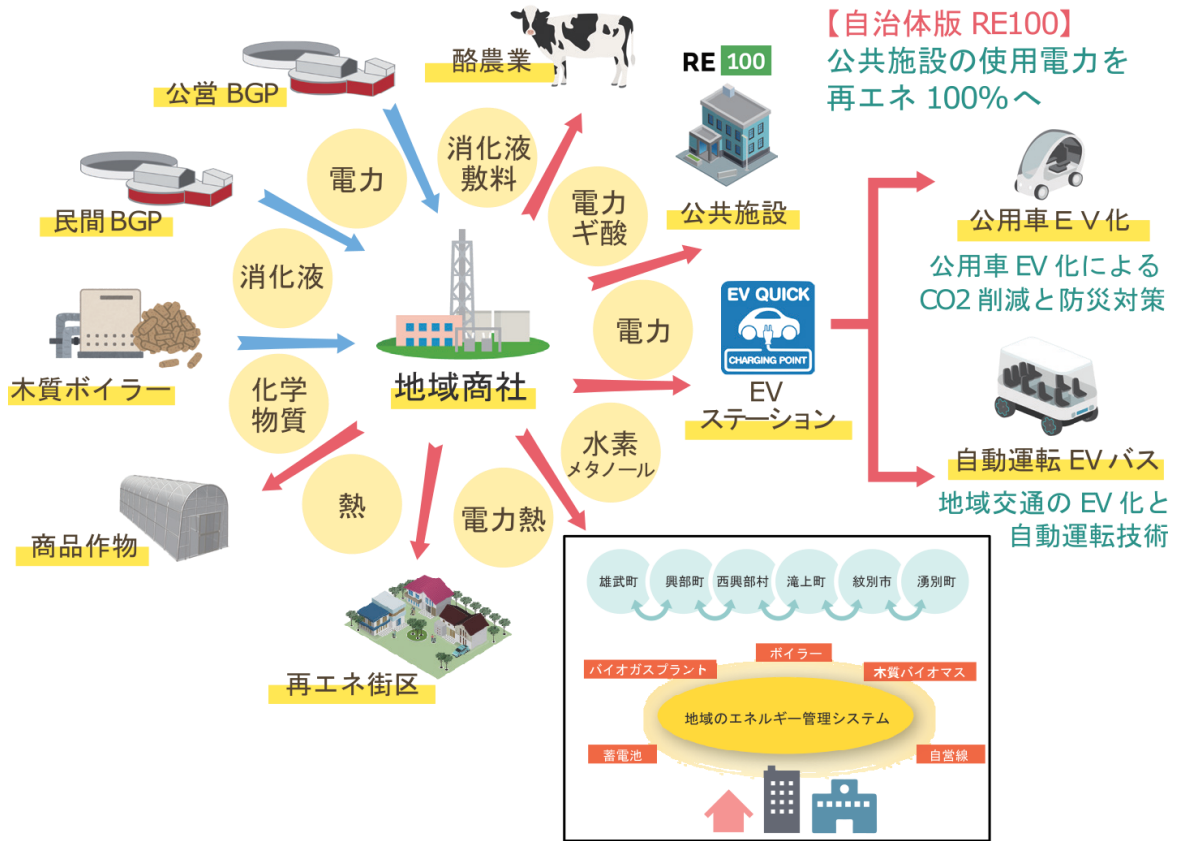 【自治体版 RE100】
公共施設の使用電力を
再エネ 100%へ
酪農業
RE 100
公営 BGP
消化液
敷料
電力
電力
ギ酸
公共施設
民間 BGP
公用車ＥＶ化
消化液
公用車 EV 化による
CO2 削減と防災対策
EV QUICK
CHARGING POINT
電力
木質ボイラー
化学
物質
地域商社
EV
ステーション
水素
メタノール
自動運転 EV バス
地域交通の EV 化と
自動運転技術
熱
電力熱
商品作物
再エネ街区
雄武町
興部町
西興部村
滝上町
紋別市
湧別町
ボイラー
バイオガスプラント
木質バイオマス
地域のエネルギー管理システム
蓄電池
自営線